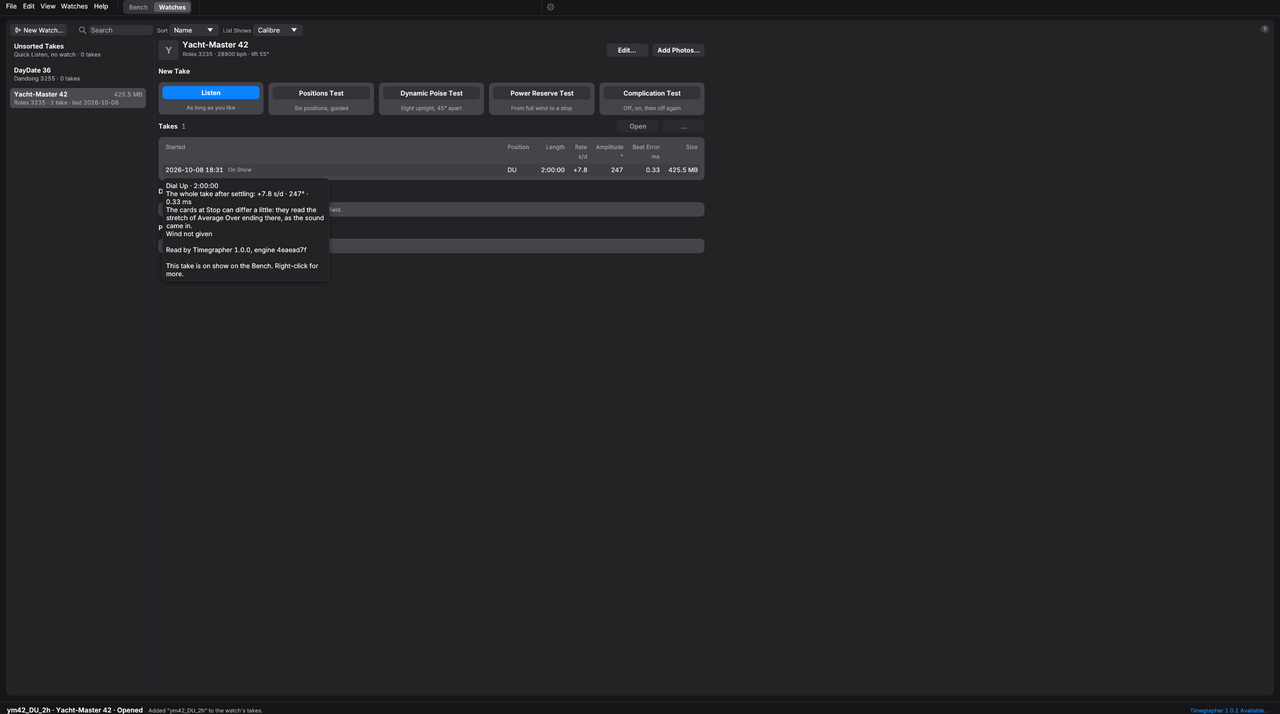 File Edit View Watches Help Bench Watches
New Watch... Search Sort Name List Shows Calibre ?
Unsorted Takes
Quick Listen, no watch · 0 takes
DayDate 36
Dandong 3255 · 0 takes
Yacht-Master 42 425.5 MB
Rolex 3235 · 1 take · last 2026-10-08
Y
Yacht-Master 42
Rolex 3235 · 28800 bph · lift 55°
Edit... Add Photos...
New Take
Listen
As long as you like
Positions Test
Six positions, guided
Dynamic Poise Test
Eight upright, 45° apart
Power Reserve Test
From full wind to a stop
Complication Test
Off, on, then off again
Takes 1 Open ...
Started Position Length Rate Amplitude Beat Error Size
s/d ° ms
2026-10-08 18:31 On Show DU 2:00:00 +7.8 247 0.33 425.5 MB
Dial Up · 2:00:00
The whole take after settling: +7.8 s/d · 247° ·
0.33 ms
The cards at Stop can differ a little: they read the
stretch of Average Over ending there, as the sound
came in.
Wind not given
Read by Timegrapher 1.0.0, engine 4eaead7f
This take is on show on the Bench. Right-click for
more.
ym42_DU_2h · Yacht-Master 42 · Opened Added "ym42_DU_2h" to the watch's takes.
Timegrapher 1.0.1 Available...